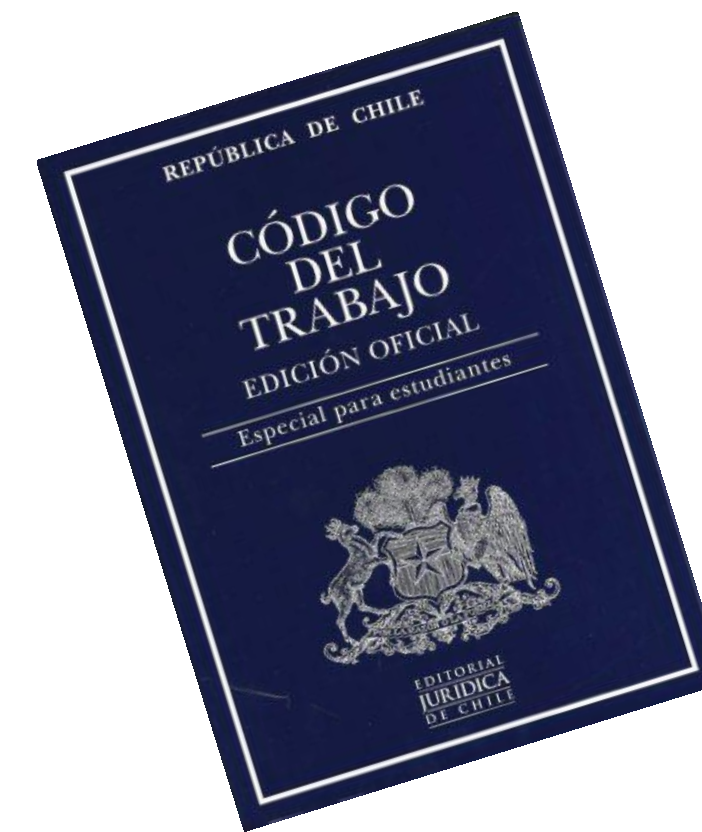 REPÚBLICA DE CHILE
CÓDIGO
DEL
TRABAJO
EDICIÓN OFICIAL
Especial para estudiantes
EDITORIAL
JURIDICA
DE CHILE